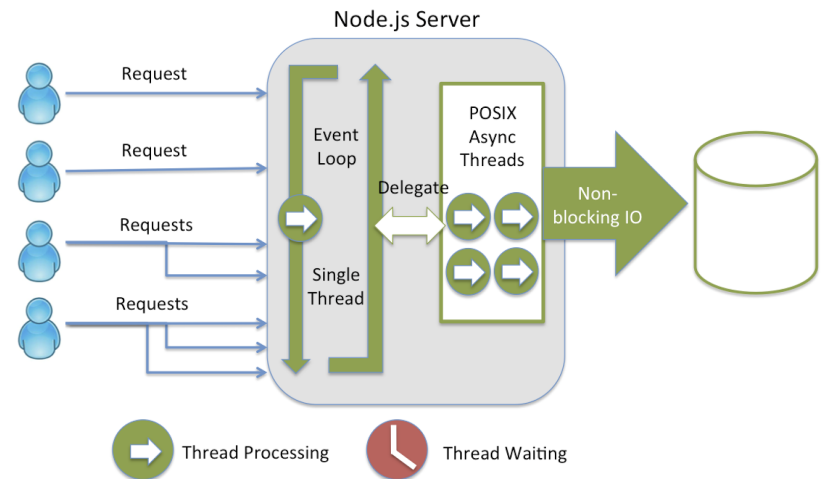 Node.js Server
Request
Request
Requests
Requests
Event
Loop
Single
Thread
Delegate
POSIX
Async
Threads
Non-
blocking IO
Thread Processing
Thread Waiting